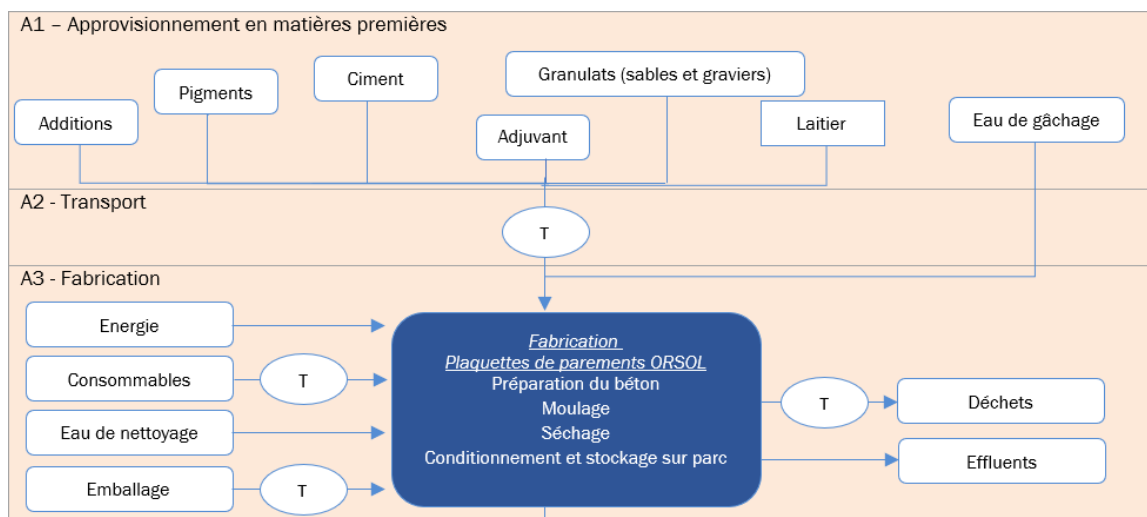 A1 – Approvisionnement en matières premières
Additions
Pigments
Ciment
Adjuvant
Granulats (sables et graviers)
Laitier
Eau de gâchage
A2 - Transport
T
A3 - Fabrication
Energie
Consommables
T
Eau de nettoyage
Emballage
T
Fabrication
Plaquettes de parements ORSOL
Préparation du béton
Moulage
Séchage
Conditionnement et stockage sur parc
T
Déchets
Effluents